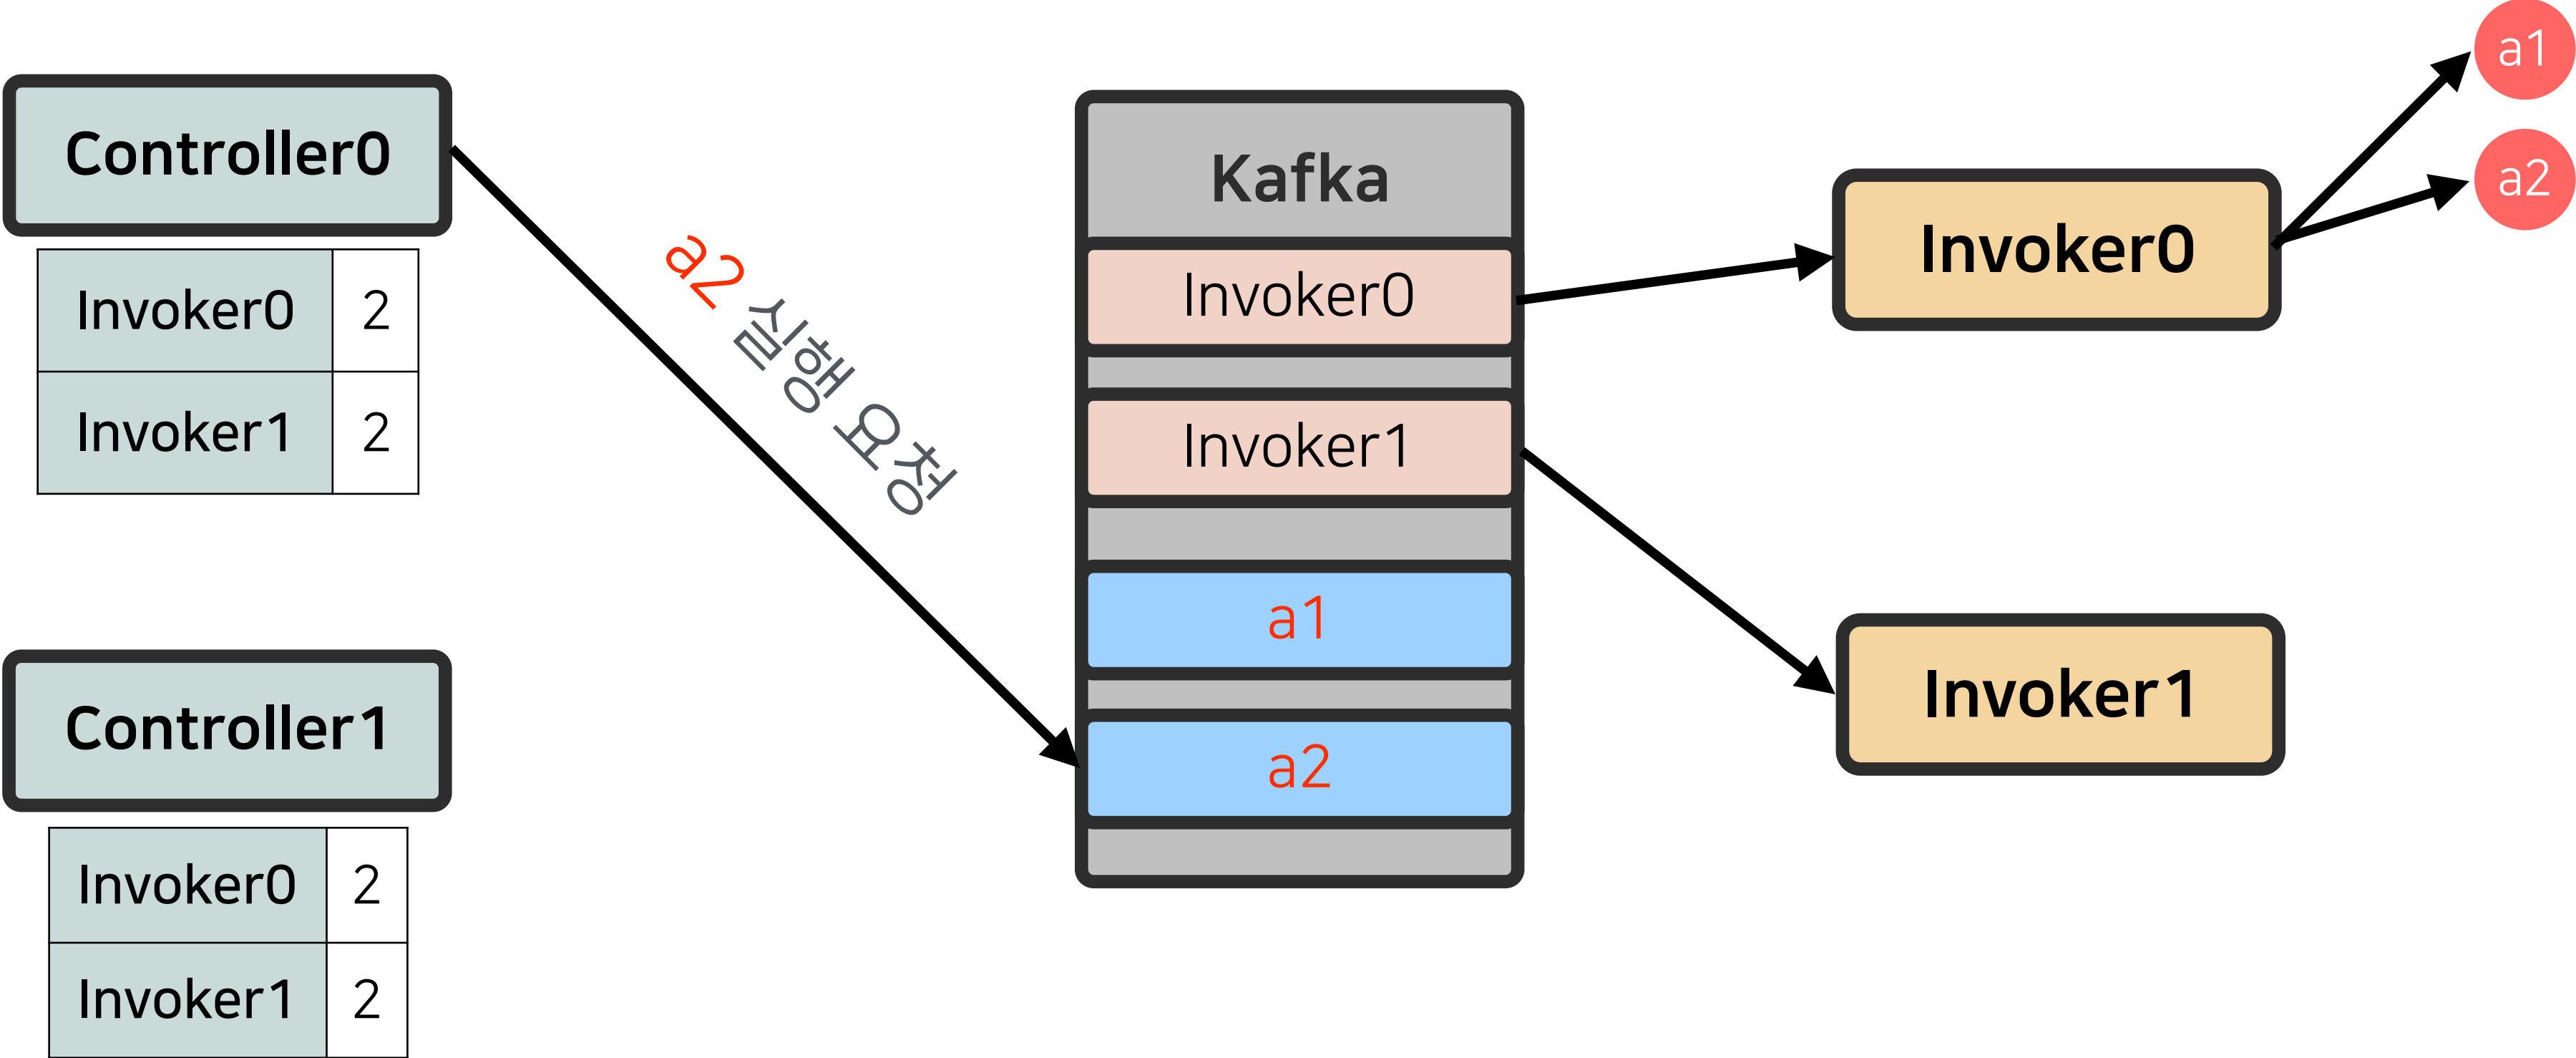 Controller0
Invoker0 2
Invoker1 2
Controller1
Invoker0 2
Invoker1 2
a2 실행 요청
Kafka
Invoker0
Invoker1
a1
a2
Invoker0
Invoker1
a1
a2